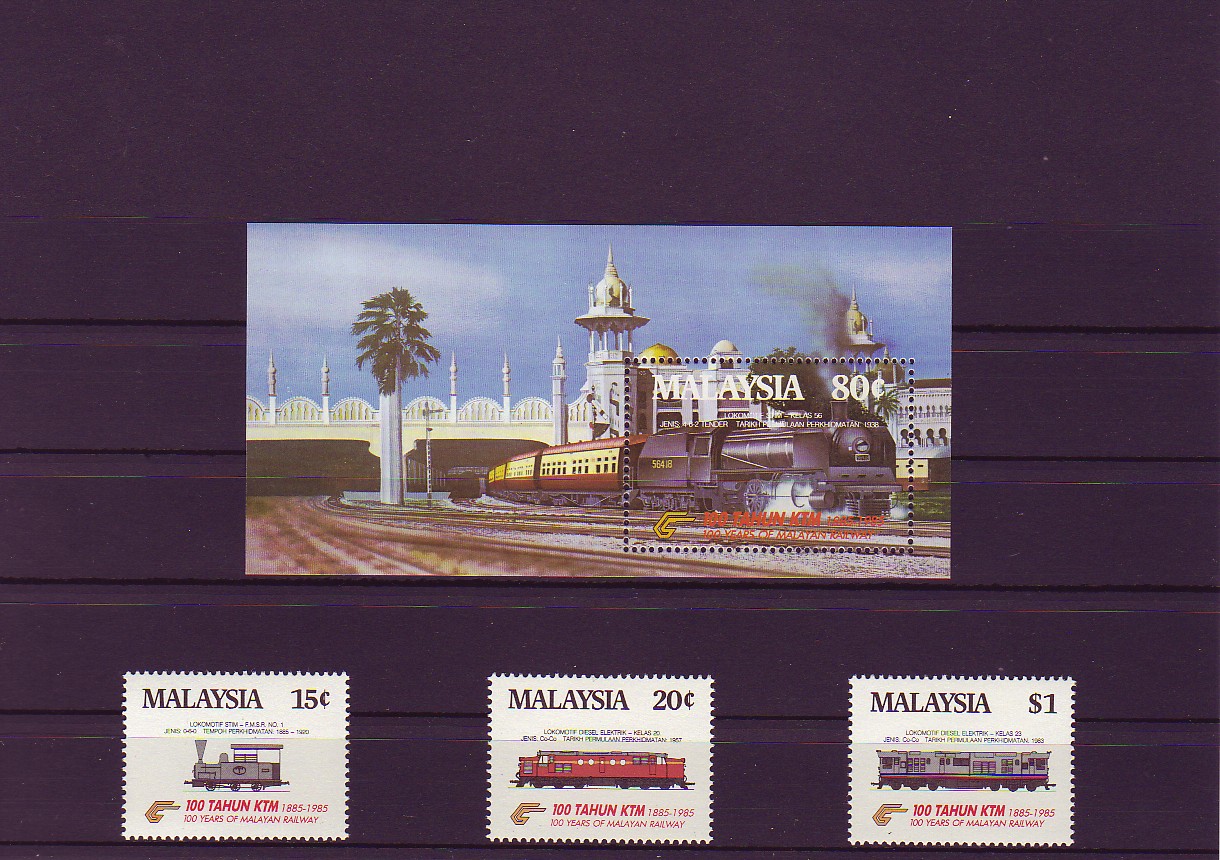 MALAYSIA 80¢
LOKOMOTIF STIM – KELAS 56
JENIS: 4-6-2 TENDER TARIKH PERMULAAN PERKHIDMATAN: 1938
56418
100 TAHUN KTM 1885-1985
100 YEARS OF MALAYAN RAILWAY
MALAYSIA 15¢
LOKOMOTIF STIM – F.M.S.R. NO. 1
JENIS: 0-6-0 TEMPOH PERKHIDMATAN: 1885 – 1920
100 TAHUN KTM 1885-1985
100 YEARS OF MALAYAN RAILWAY
MALAYSIA 20¢
LOKOMOTIF DIESEL ELEKTRIK – KELAS 20
JENIS: Co-Co TARIKH PERMULAAN PERKHIDMATAN: 1957
100 TAHUN KTM 1885-1985
100 YEARS OF MALAYAN RAILWAY
MALAYSIA $1
LOKOMOTIF DIESEL ELEKTRIK – KELAS 23
JENIS: Co-Co TARIKH PERMULAAN PERKHIDMATAN: 1983
100 TAHUN KTM 1885-1985
100 YEARS OF MALAYAN RAILWAY